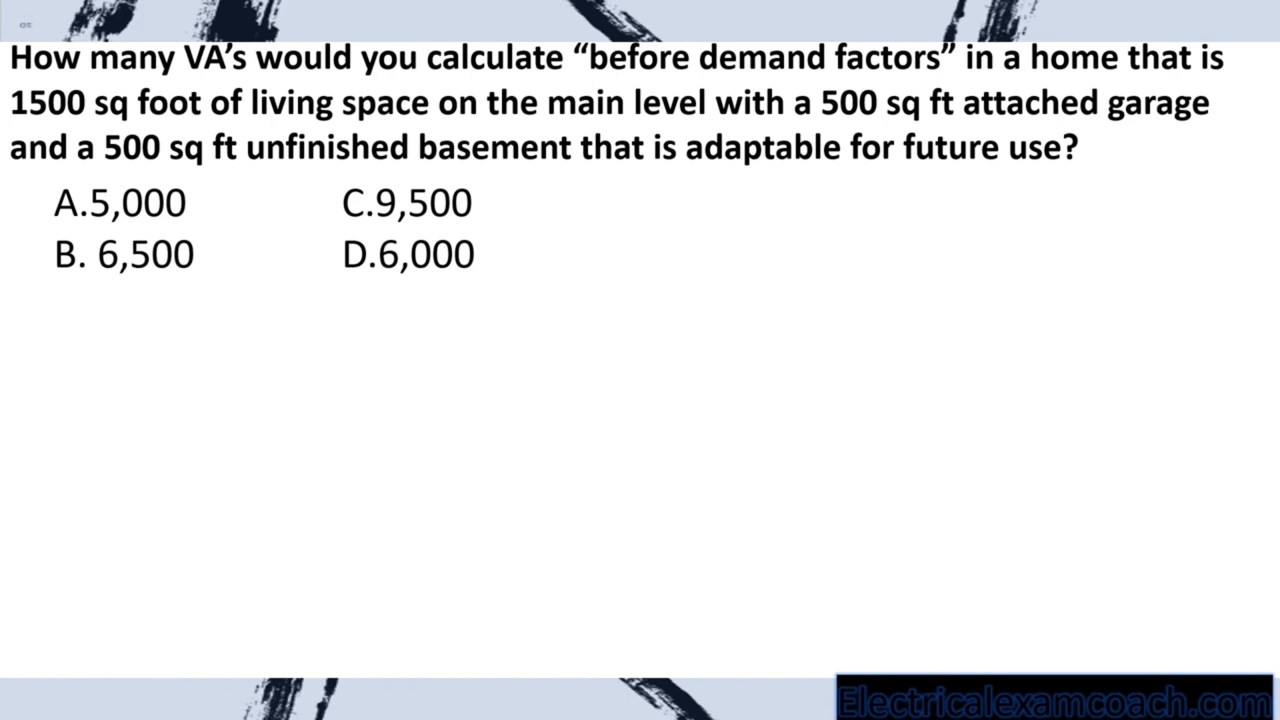 How many VA’s would you calculate “before demand factors” in a home that is
1500 sq foot of living space on the main level with a 500 sq ft attached garage
and a 500 sq ft unfinished basement that is adaptable for future use?
A.5,000
C.9,500
B. 6,500
D.6,000
Electricalexamcoach.com